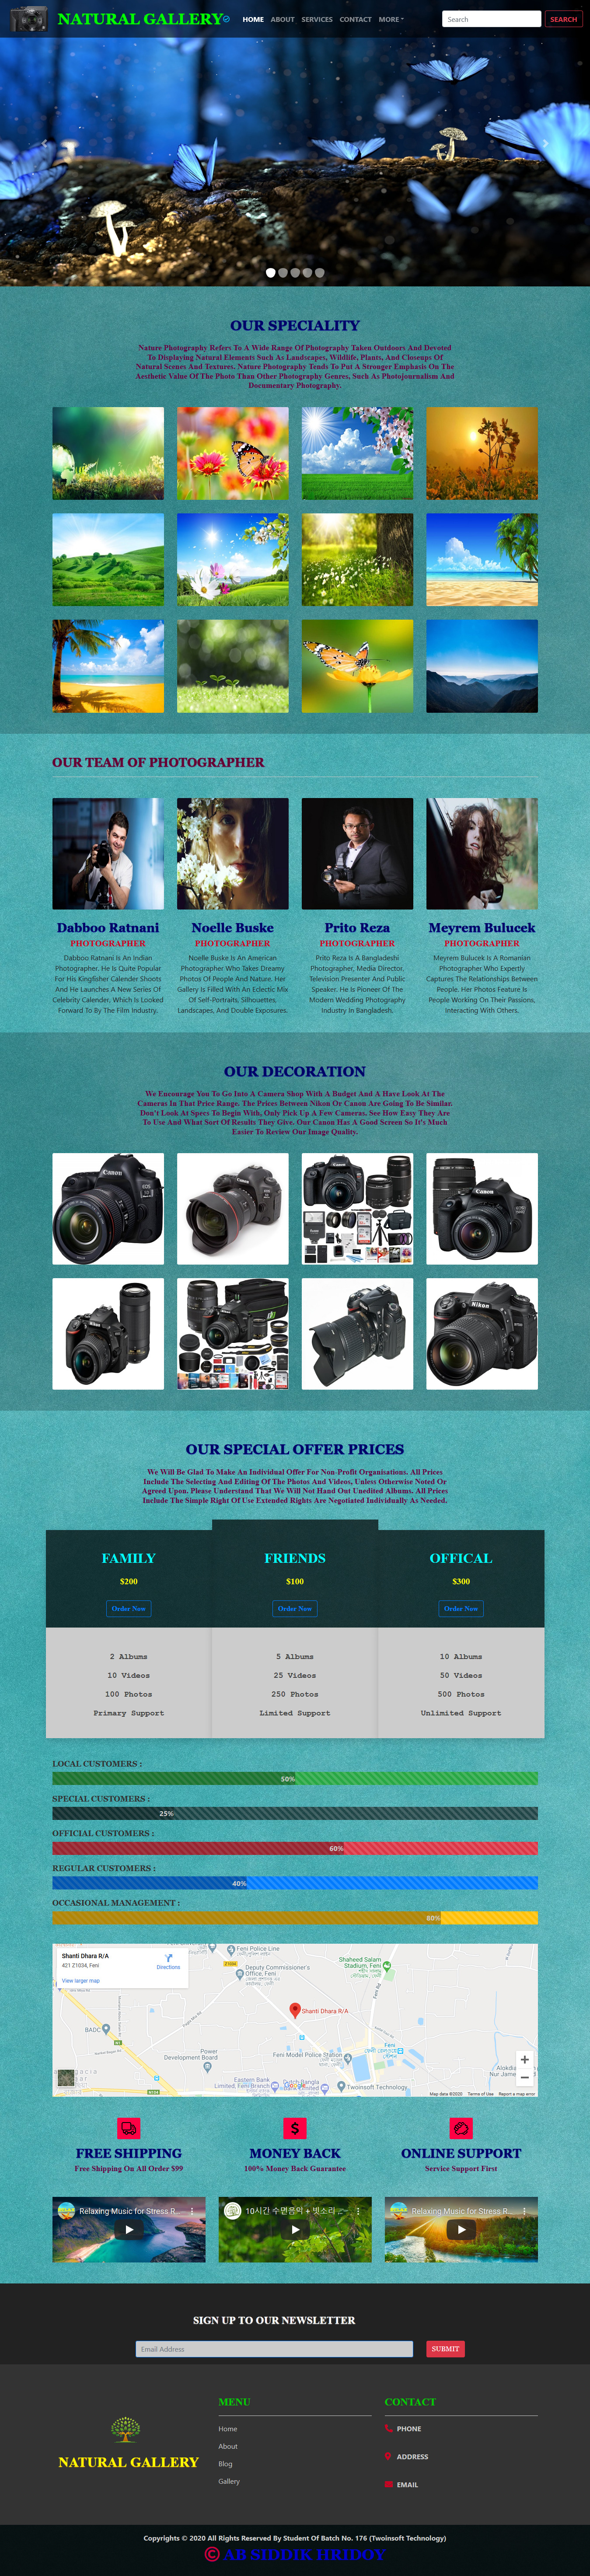 NATURAL GALLERY
HOME ABOUT SERVICES CONTACT MORE
Search SEARCH
OUR SPECIALITY
Nature Photography Refers To A Wide Range Of Photography Taken Outdoors And Devoted
To Displaying Natural Elements Such As Landscapes, Wildlife, Plants, And Closeups Of
Natural Scenes And Textures. Nature Photography Tends To Put A Stronger Emphasis On The
Aesthetic Value Of The Photo Than Other Photography Genres, Such As Photojournalism And
Documentary Photography.
OUR TEAM OF PHOTOGRAPHER
Dabboo Ratnani
PHOTOGRAPHER
Dabboo Ratnani Is An Indian
Photographer. He Is Quite Popular
For His Kingfisher Calender Shoots
And He Launches A New Series Of
Celebrity Calender, Which Is Looked
Forward To By The Film Industry.
Noelle Buske
PHOTOGRAPHER
Noelle Buske Is An American
Photographer Who Takes Dreamy
Photos Of People And Nature. Her
Gallery Is Filled With An Eclectic Mix
Of Self-Portraits, Silhouettes,
Landscapes, And Double Exposures.
Prito Reza
PHOTOGRAPHER
Prito Reza Is A Bangladeshi
Photographer, Media Director,
Television Presenter And Public
Speaker. He Is Pioneer Of The
Modern Wedding Photography
Industry In Bangladesh.
Meyrem Bulucek
PHOTOGRAPHER
Meyrem Bulucek Is A Romanian
Photographer Who Expertly
Captures The Relationships Between
People. Her Photos Feature Is
People Working On Their Passions,
Interacting With Others.
OUR DECORATION
We Encourage You To Go Into A Camera Shop With A Budget And A Have Look At The
Cameras In That Price Range. The Prices Between Nikon Or Canon Are Going To Be Similar.
Don't Look At Specs To Begin With, Only Pick Up A Few Cameras. See How Easy They Are
To Use And What Sort Of Results They Give. Our Canon Has A Good Screen So It's Much
Easier To Review Our Image Quality.
Canon
Canon
Canon
Nikon
OUR SPECIAL OFFER PRICES
We Will Be Glad To Make An Individual Offer For Non-Profit Organisations. All Prices
Include The Selecting And Editing Of The Photos And Videos, Unless Otherwise Noted Or
Agreed Upon. Please Understand That We Will Not Hand Out Unedited Albums. All Prices
Include The Simple Right Of Use Extended Rights Are Negotiated Individually As Needed.
FAMILY
$200
Order Now
2 Albums
10 Videos
100 Photos
Primary Support
FRIENDS
$100
Order Now
5 Albums
25 Videos
250 Photos
Limited Support
OFFICAL
$300
Order Now
10 Albums
50 Videos
500 Photos
Unlimited Support
LOCAL CUSTOMERS :
50%
SPECIAL CUSTOMERS :
25%
OFFICIAL CUSTOMERS :
60%
REGULAR CUSTOMERS :
40%
OCCASIONAL MANAGEMENT :
80%
Shanti Dhara R/A
421 Z1034, Feni
Directions
View larger map
Feni Police Line
Deputy Commissioner's
Office, Feni
Shaheed Salam
Stadium, Feni
Shanti Dhara R/A
BADC
Power
Development Board
Feni Model Police Station
Feni
Eastern Bank
Limited, Feni Branch
Dutch-Bangla
Twoinsoft Technology
Map data ©2020 Terms of Use Report a map error
FREE SHIPPING
Free Shipping On All Order $99
MONEY BACK
100% Money Back Guarantee
ONLINE SUPPORT
Service Support First
Relaxing Music for Stress R...
10시간 수면음악 + 빗소리 ...
Relaxing Music for Stress R...
SIGN UP TO OUR NEWSLETTER
Email Address SUBMIT
NATURAL GALLERY
MENU
Home
About
Blog
Gallery
CONTACT
PHONE
ADDRESS
EMAIL
Copyrights © 2020 All Rights Reserved By Student Of Batch No. 176 (Twoinsoft Technology)
© AB SIDDIK HRIDOY